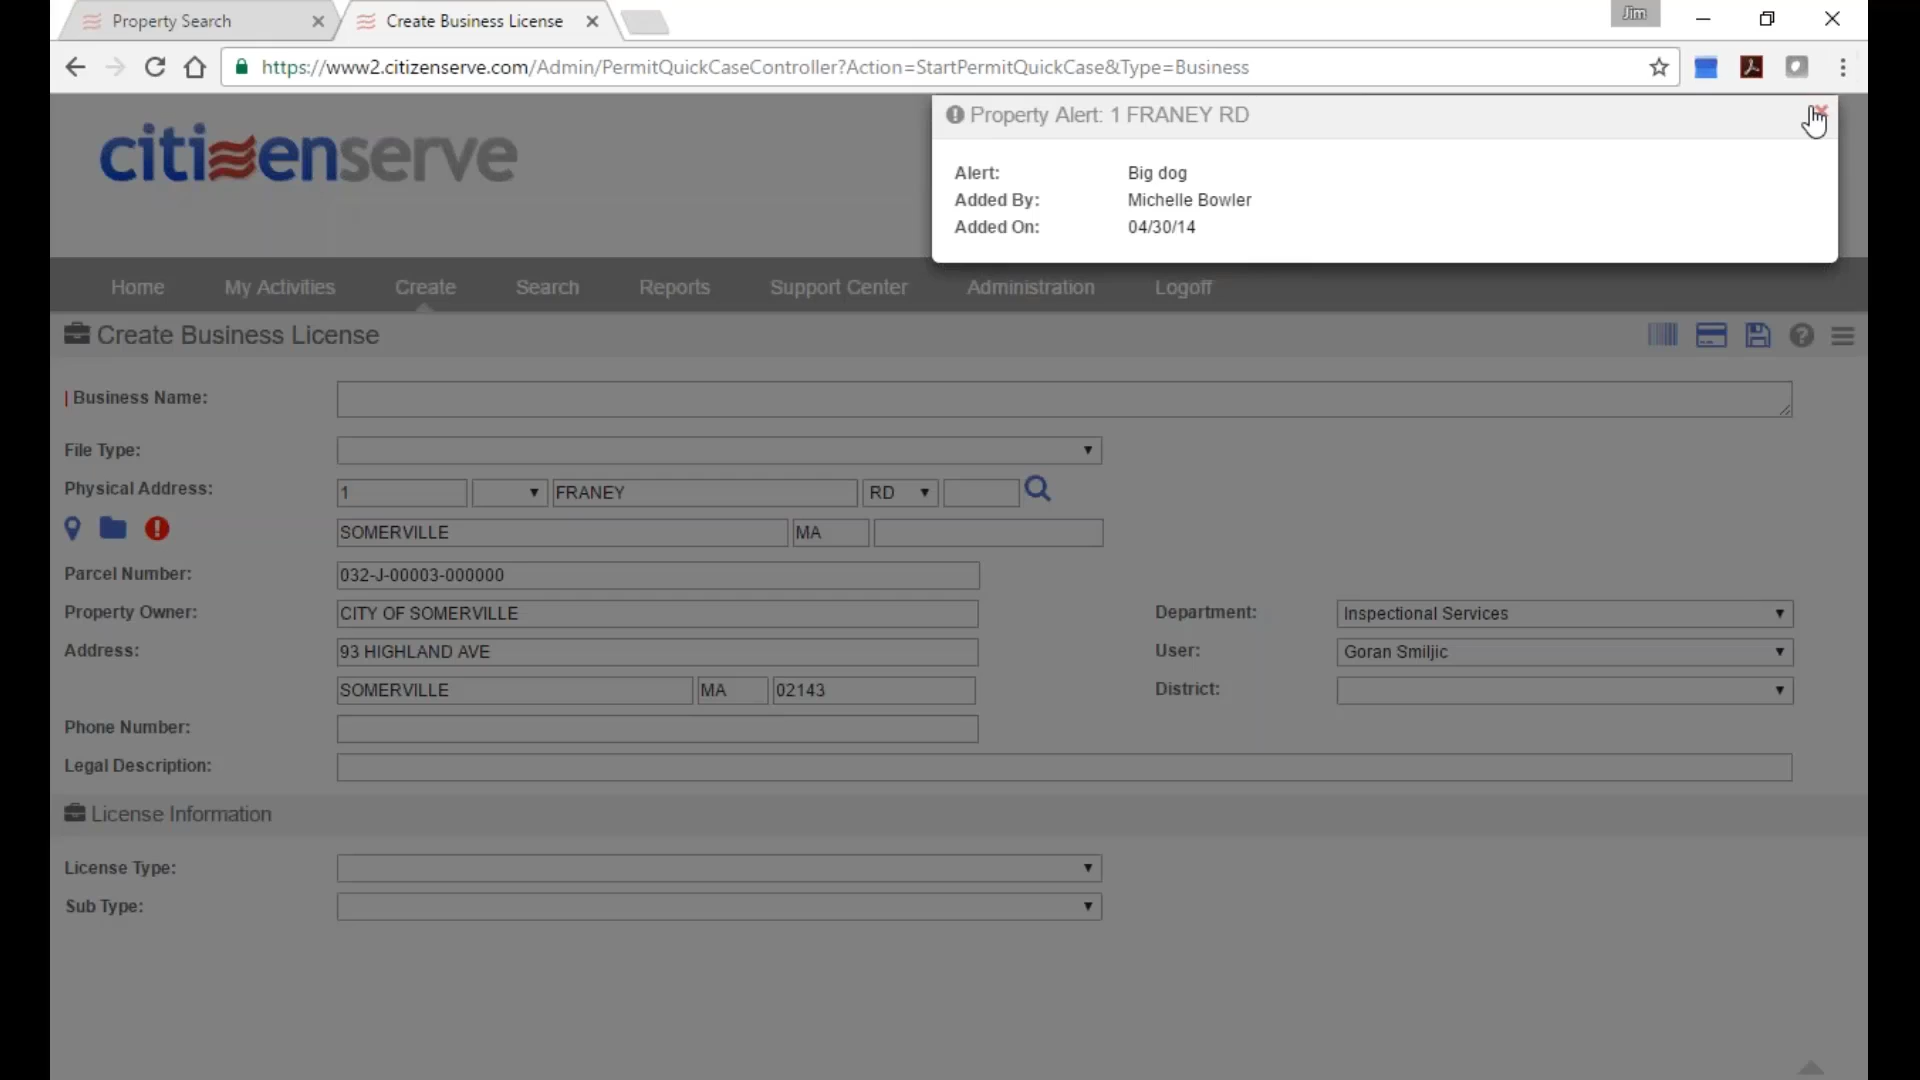 Property Search
Create Business License
Jim
https://www2.citizenserve.com/Admin/PermitQuickCaseController?Action=StartPermitQuickCase&Type=Business
citizenserve
Property Alert: 1 FRANEY RD
Alert: Big dog
Added By: Michelle Bowler
Added On: 04/30/14
Home My Activities Create Search Reports Support Center Administration Logoff
Create Business License
Business Name:
File Type:
Physical Address: 1 FRANEY RD
SOMERVILLE MA
Parcel Number: 032-J-00003-000000
Property Owner: CITY OF SOMERVILLE Department: Inspectional Services
Address: 93 HIGHLAND AVE User: Goran Smiljic
SOMERVILLE MA 02143 District:
Phone Number:
Legal Description:
License Information
License Type:
Sub Type: